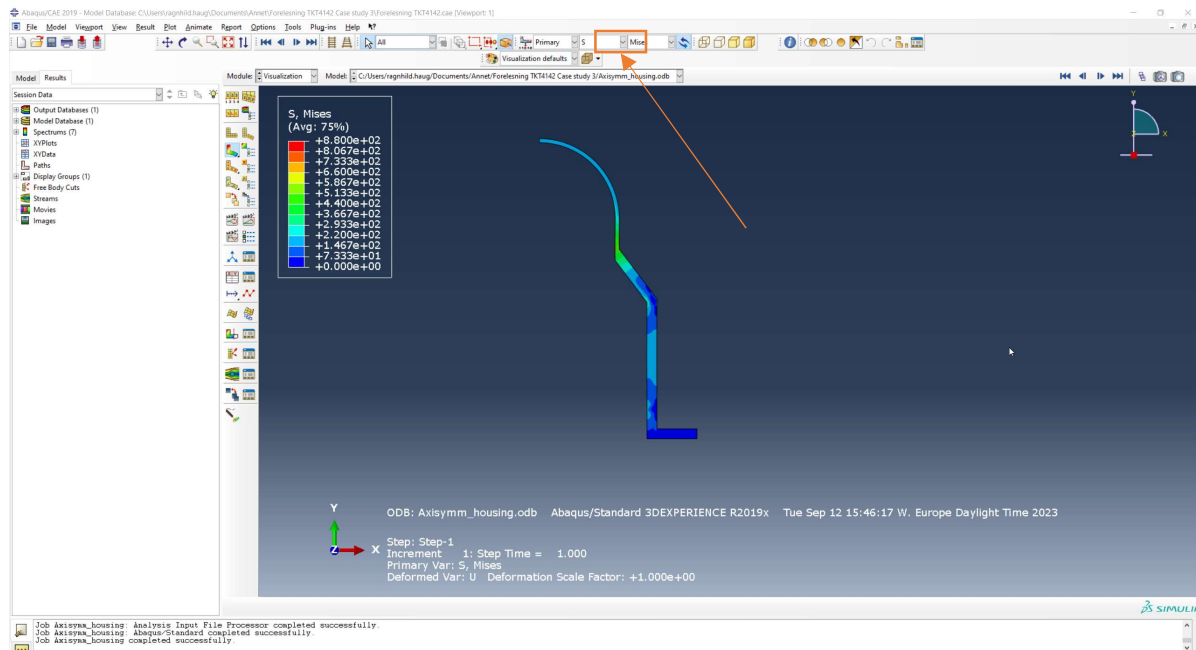 Abaqus/CAE 2019 - Model Database: C:\Users\ragnhild.haug\Documents\Annet\Forelesning TKT4142 Case study 3\Forelesning TKT4142.cae [Viewport: 1]
File Model Viewport View Result Plot Animate Report Options Tools Plug-ins Help
All Primary S Mise
Visualization defaults
Model Results
Module: Visualization Model: C:/Users/ragnhild.haug/Documents/Annet/Forelesning TKT4142 Case study 3/Axisymm_housing.odb
Session Data
Output Databases (1)
Model Database (1)
Spectrums (7)
XYPlots
XYData
Paths
Display Groups (1)
Free Body Cuts
Streams
Movies
Images
S, Mises
(Avg: 75%)
+8.800e+02
+8.067e+02
+7.333e+02
+6.600e+02
+5.867e+02
+5.133e+02
+4.400e+02
+3.667e+02
+2.933e+02
+2.200e+02
+1.467e+02
+7.333e+01
+0.000e+00
Y
X
Z
Y
X
Z
ODB: Axisymm_housing.odb Abaqus/Standard 3DEXPERIENCE R2019x Tue Sep 12 15:46:17 W. Europe Daylight Time 2023
Step: Step-1
Increment 1: Step Time = 1.000
Primary Var: S, Mises
Deformed Var: U Deformation Scale Factor: +1.000e+00
SIMULIA
Job Axisymm_housing: Analysis Input File Processor completed successfully.
Job Axisymm_housing: Abaqus/Standard completed successfully.
Job Axisymm_housing completed successfully.